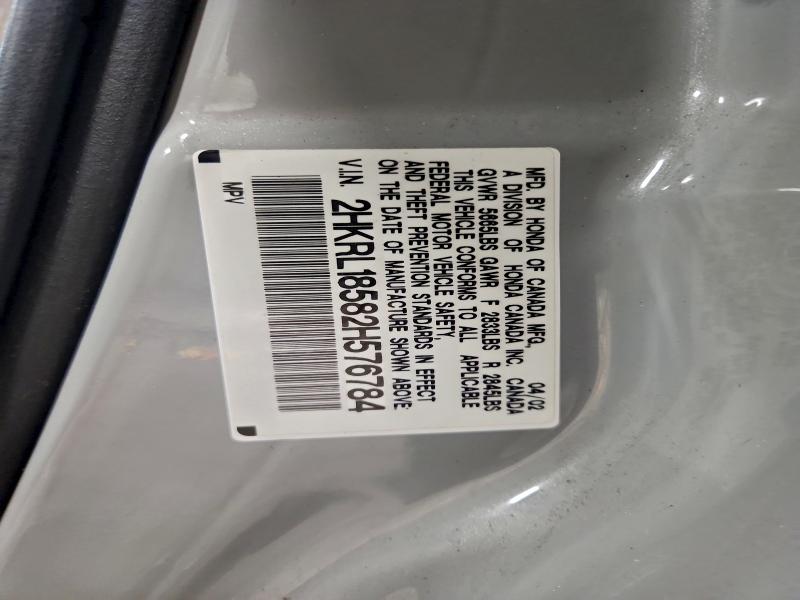 MFD. BY HONDA OF CANADA MFG. 04/02
A DIVISION OF HONDA CANADA INC. CANADA
GVWR 5665LBS GAWR F 2833LBS R 2845LBS
THIS VEHICLE CONFORMS TO ALL APPLICABLE
FEDERAL MOTOR VEHICLE SAFETY,
AND THEFT PREVENTION STANDARDS IN EFFECT
ON THE DATE OF MANUFACTURE SHOWN ABOVE
V.I.N. 2HKRL18582H576784
MPV